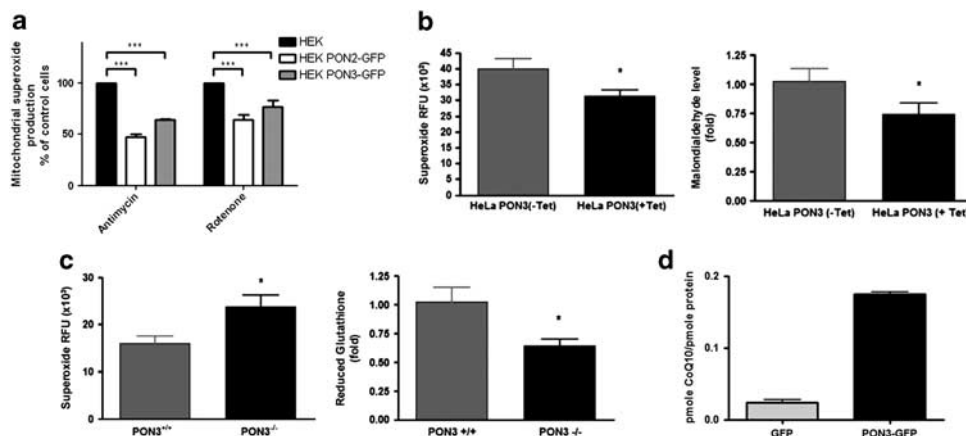 a
*** ***
*** ***
HEK
HEK PON2-GFP
HEK PON3-GFP
Mitochondrial superoxide
production
% of control cells
100
50
0
Antimycin
Rotenone
b
Superoxide RFU (x10³)
45
40
35
30
25
20
15
10
5
0
*
HeLa PON3(-Tet)
HeLa PON3(+Tet)
Malondialdehyde level
(fold)
1.25
1.00
0.75
0.50
0.25
0.00
*
HeLa PON3 (-Tet)
HeLa PON3 (+ Tet)
c
Superoxide RFU (x10³)
30
20
10
0
*
PON3+/+
PON3-/-
Reduced Glutathione
(fold)
1.25
1.00
0.75
0.50
0.25
0.00
*
PON3 +/+
PON3 -/-
d
pmole CoQ10/pmole protein
0.2
0.1
0.0
GFP
PON3-GFP